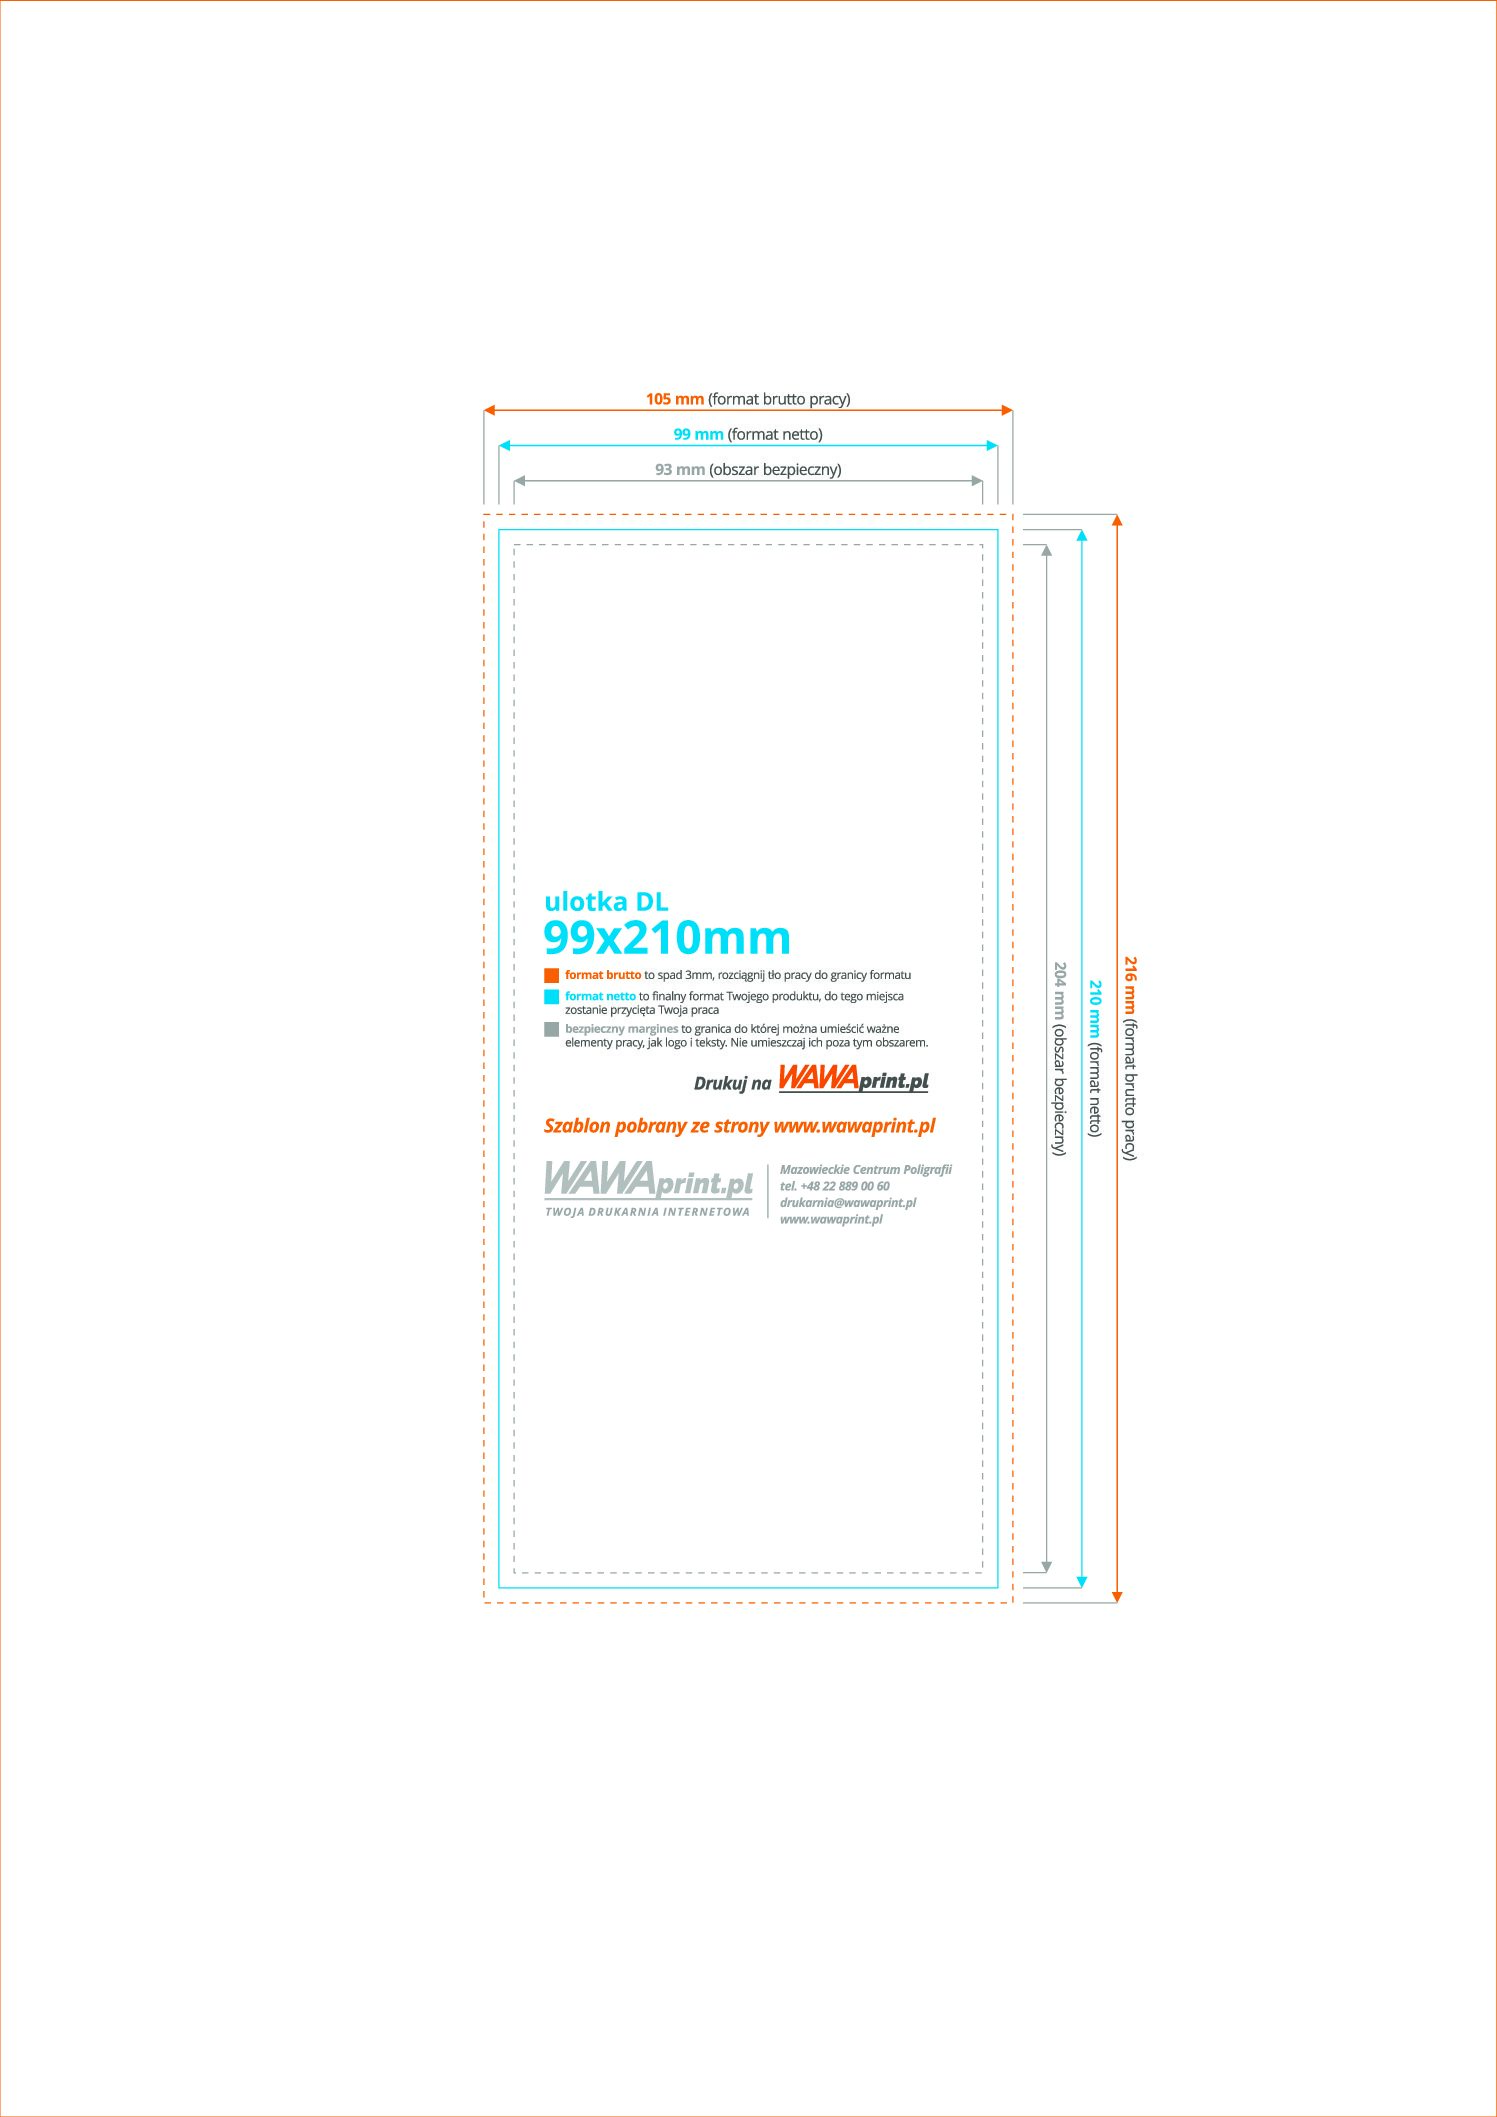 105 mm (format brutto pracy)
99 mm (format netto)
93 mm (obszar bezpieczny)
ulotka DL
99x210mm
format brutto to spad 3mm, rozciągnij tło pracy do granicy formatu
format netto to finalny format Twojego produktu, do tego miejsca
zostanie przycięta Twoja praca
bezpieczny margines to granica do której można umieścić ważne
elementy pracy, jak logo i teksty. Nie umieszczaj ich poza tym obszarem.
Drukuj na WAWAprint.pl
Szablon pobrany ze strony www.wawaprint.pl
WAWAprint.pl
TWOJA DRUKARNIA INTERNETOWA
Mazowieckie Centrum Poligrafii
tel. +48 22 889 00 60
drukarnia@wawaprint.pl
www.wawaprint.pl
204 mm (obszar bezpieczny)
210 mm (format netto)
216 mm (format brutto pracy)